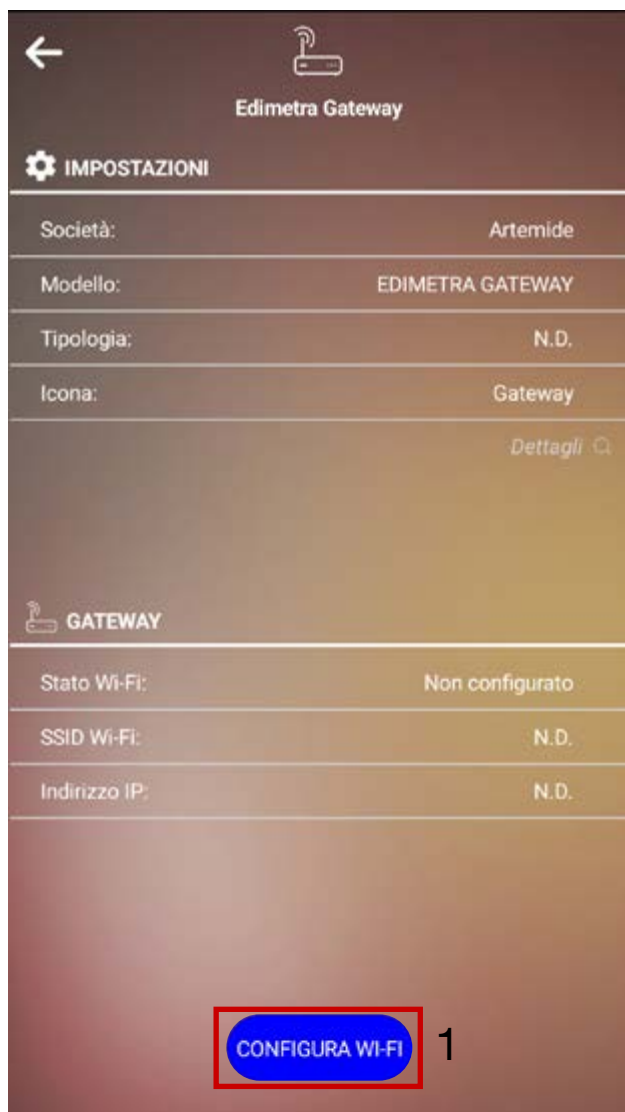 Edimetra Gateway
IMPOSTAZIONI
Società: Artemide
Modello: EDIMETRA GATEWAY
Tipologia: N.D.
Icona: Gateway
Dettagli
GATEWAY
Stato Wi-Fi: Non configurato
SSID Wi-Fi: N.D.
Indirizzo IP: N.D.
CONFIGURA WI-FI 1